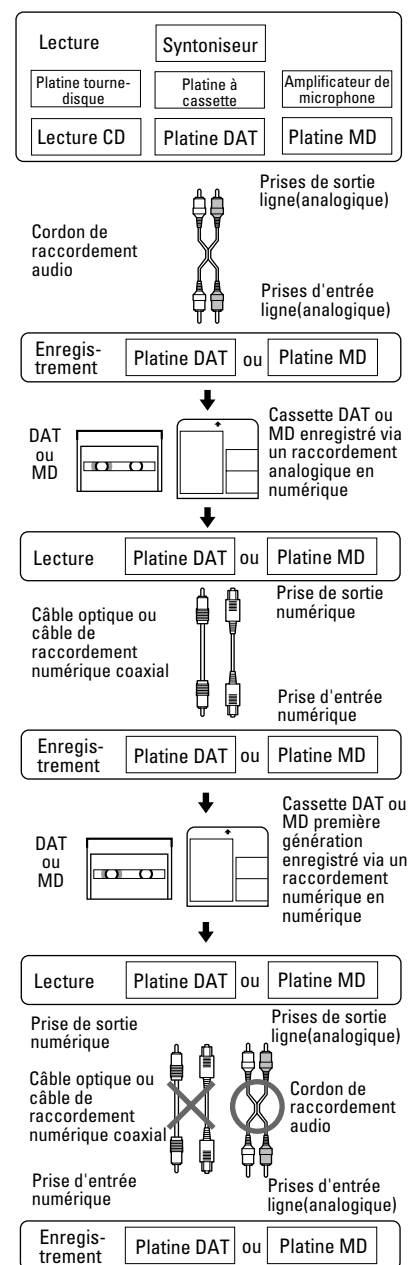 Lecture
Syntoniseur
Platine tourne-
disque
Platine à
cassette
Amplificateur de
microphone
Lecture CD
Platine DAT
Platine MD
Prises de sortie
ligne(analogique)
Cordon de
raccordement
audio
Prises d'entrée
ligne(analogique)
Enregis-
trement
Platine DAT ou Platine MD
DAT
ou
MD
Cassette DAT ou
MD enregistré via
un raccordement
analogique en
numérique
Lecture Platine DAT ou Platine MD
Câble optique ou
câble de
raccordement
numérique coaxial
Prise de sortie
numérique
Prise d'entrée
numérique
Enregis-
trement
Platine DAT ou Platine MD
DAT
ou
MD
Cassette DAT ou
MD première
génération
enregistré via un
raccordement
numérique en
numérique
Lecture Platine DAT ou Platine MD
Prise de sortie
numérique
Prises de sortie
ligne(analogique)
Câble optique ou
câble de
raccordement
numérique coaxial
Cordon de
raccordement
audio
Prise d'entrée
numérique
Prises d'entrée
ligne(analogique)
Enregis-
trement
Platine DAT ou Platine MD